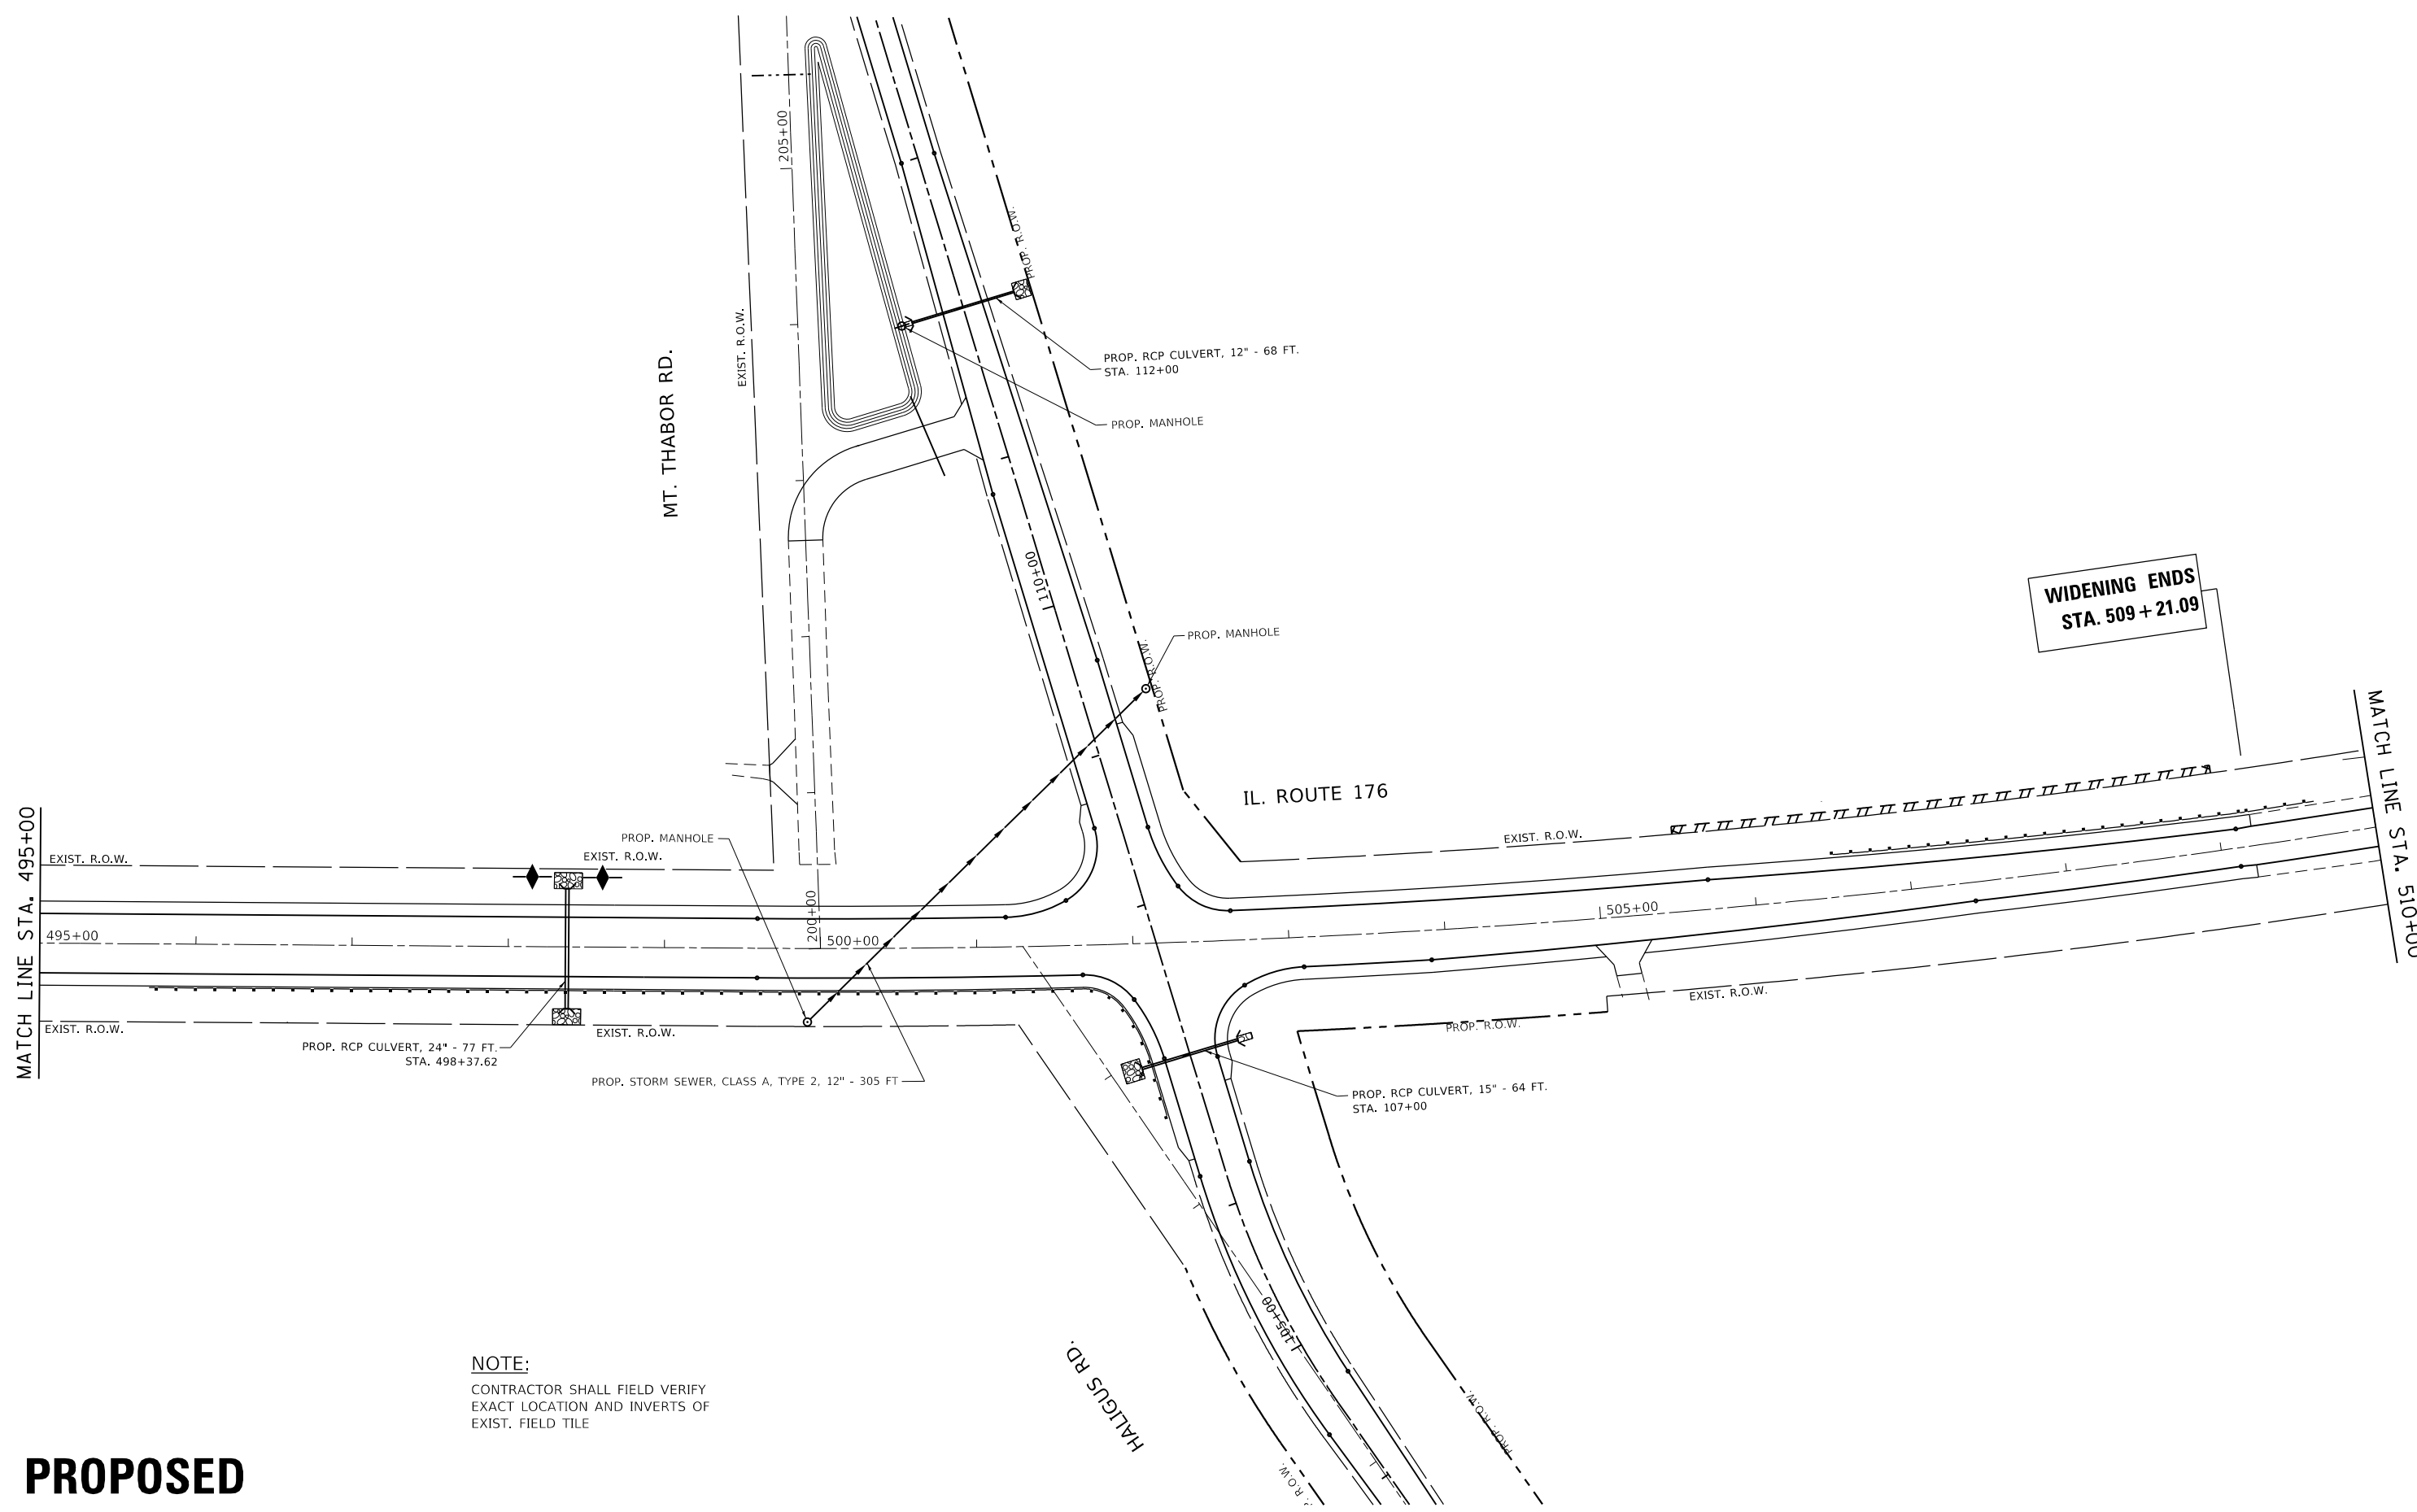 205+00
PROP. R.O.W.
EXIST. R.O.W.
MT. THABOR RD.
PROP. RCP CULVERT, 12" - 68 FT.
STA. 112+00
PROP. MANHOLE
110+00
WIDENING ENDS
STA. 509+21.09
PROP. MANHOLE
PROP. R.O.W.
MATCH LINE STA. 510+00
IL. ROUTE 176
MATCH LINE STA. 495+00
PROP. MANHOLE
EXIST. R.O.W.
EXIST. R.O.W.
EXIST. R.O.W.
495+00
200+00
500+00
505+00
EXIST. R.O.W.
EXIST. R.O.W.
EXIST. R.O.W.
PROP. R.O.W.
PROP. RCP CULVERT, 24" - 77 FT.
STA. 498+37.62
PROP. STORM SEWER, CLASS A, TYPE 2, 12" - 305 FT
PROP. RCP CULVERT, 15" - 64 FT.
STA. 107+00
105+00
HALIGUS RD.
PROP. R.O.W.
R.O.W.
NOTE:
CONTRACTOR SHALL FIELD VERIFY
EXACT LOCATION AND INVERTS OF
EXIST. FIELD TILE
PROPOSED